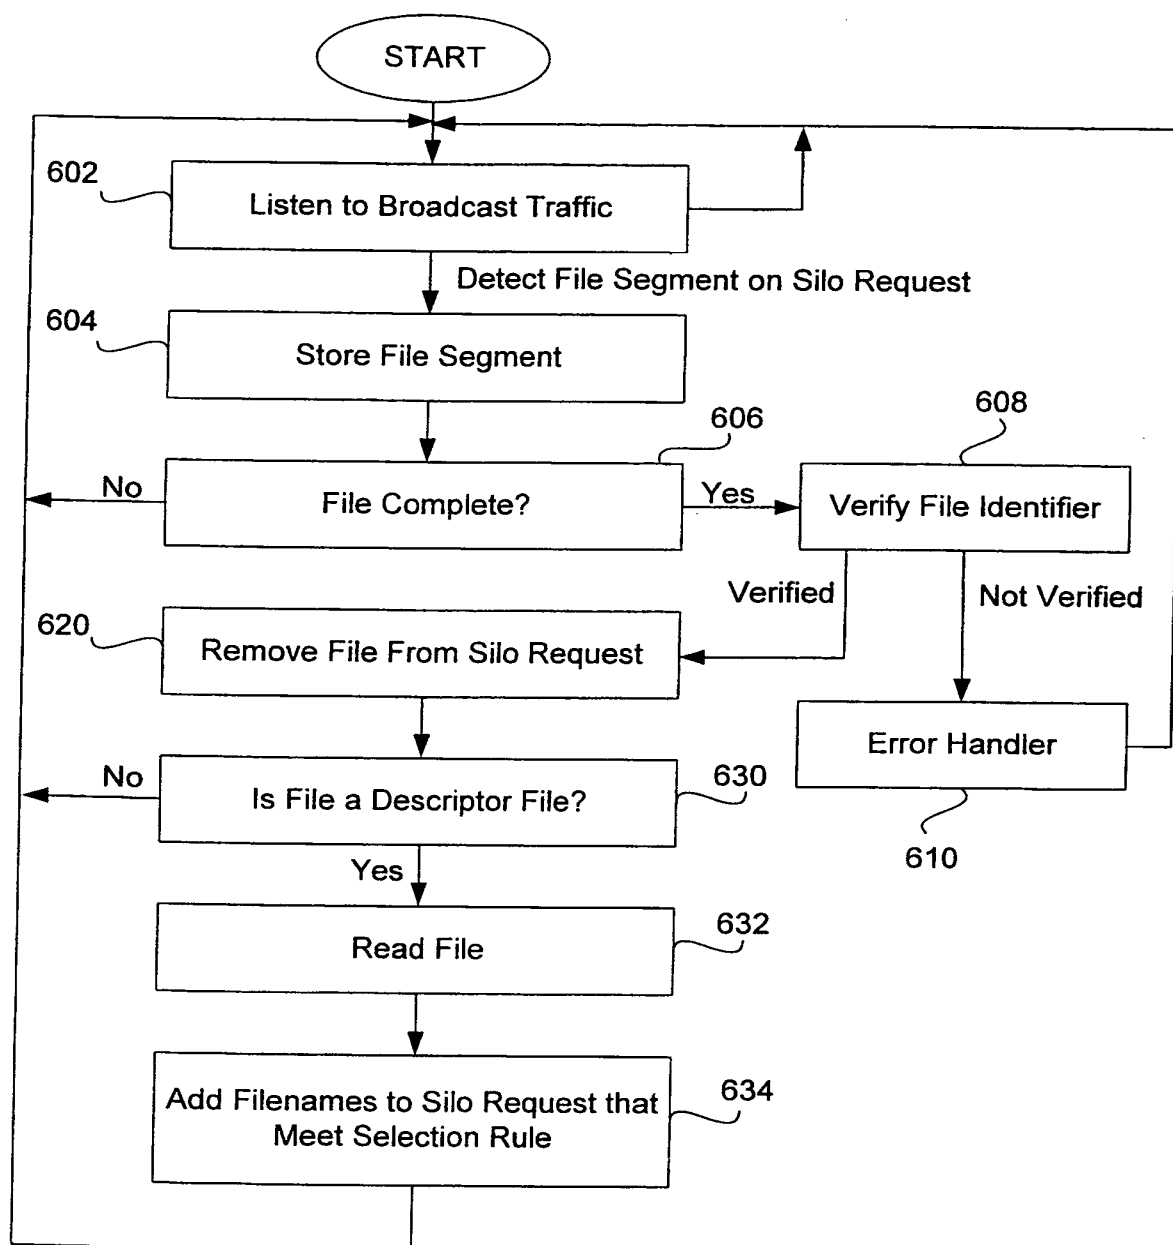 START
602
Listen to Broadcast Traffic
Detect File Segment on Silo Request
604
Store File Segment
606
608
No
File Complete?
Yes
Verify File Identifier
Verified
Not Verified
620
Remove File From Silo Request
Error Handler
610
No
Is File a Descriptor File?
630
Yes
Read File
632
Add Filenames to Silo Request that
Meet Selection Rule
634